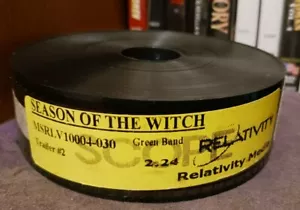 SEASON OF THE WITCH
MSRLV10004-030
Green Band
RELATIVITY
Trailer #2
2:24
Relativity Media
SCOPE